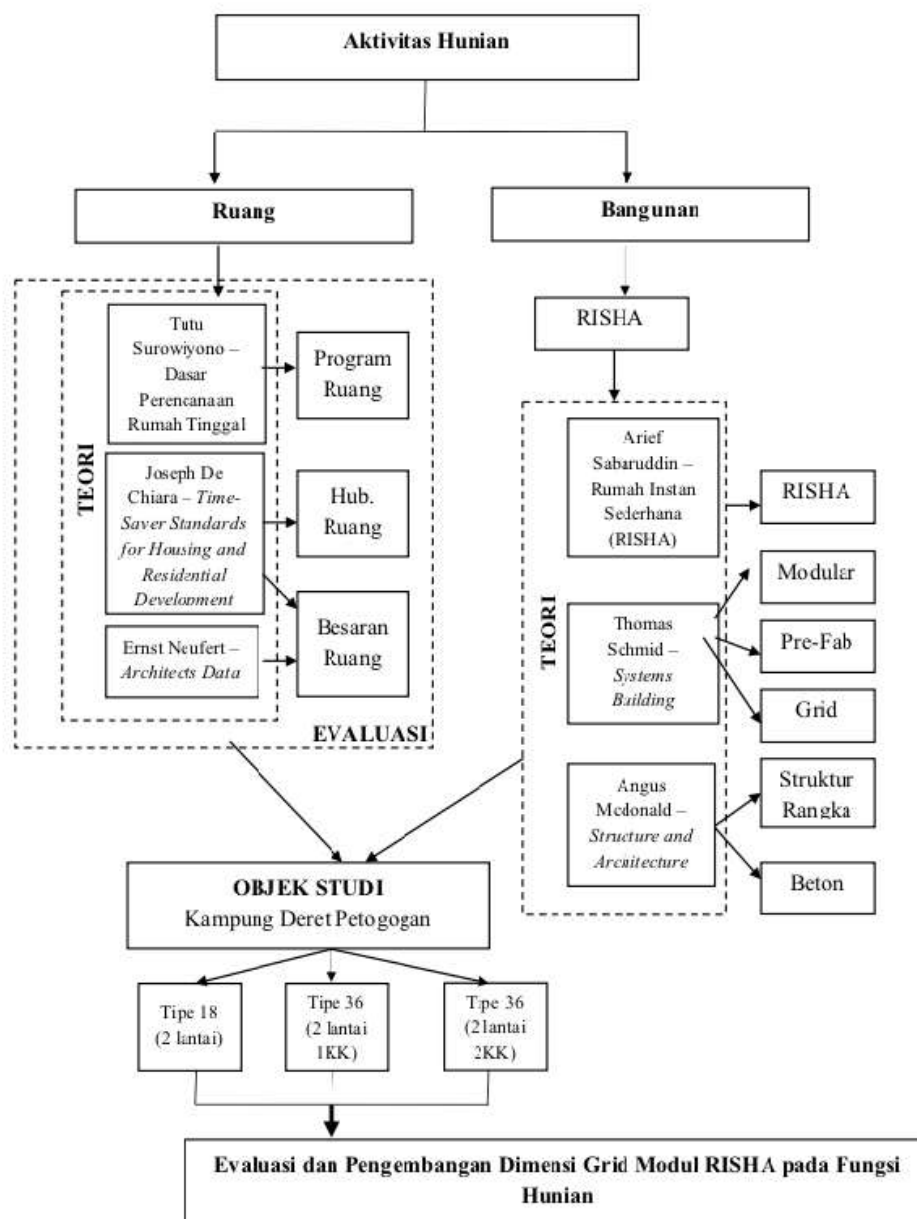 Aktivitas Hunian
Ruang
Bangunan
TEORI
Tutu
Surowiyono –
Dasar
Perencanaan
Rumah Tinggal
Program
Ruang
Joseph De
Chiara – Time-
Saver Standards
for Housing and
Residential
Development
Hub.
Ruang
Ernst Neufert –
Architects Data
Besaran
Ruang
EVALUASI
RISHA
TEORI
Arief
Sabaruddin –
Rumah Instan
Sederhana
(RISHA)
RISHA
Thomas
Schmid –
Systems
Building
Modular
Pre-Fab
Grid
Angus
Mcdonald –
Structure and
Architecture
Struktur
Rangka
Beton
OBJEK STUDI
Kampung Deret Petogogan
Tipe 18
(2 lantai)
Tipe 36
(2 lantai
1KK)
Tipe 36
(2 lantai
2KK)
Evaluasi dan Pengembangan Dimensi Grid Modul RISHA pada Fungsi
Hunian